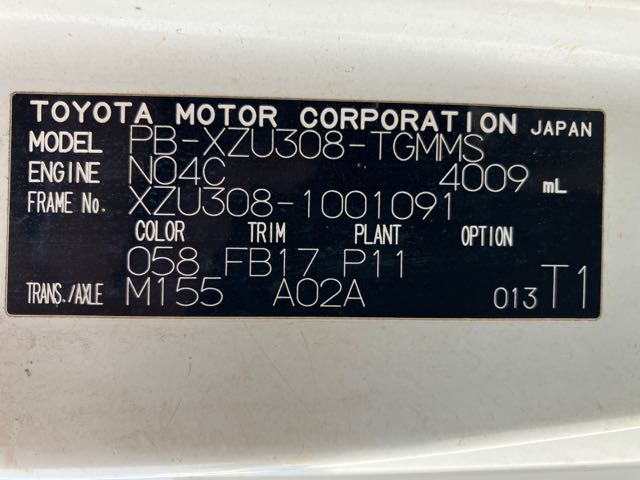 TOYOTA MOTOR CORPORATION JAPAN
MODEL PB-XZU308-TGMMS
ENGINE N04C 4009 mL
FRAME No. XZU308-1001091
COLOR TRIM PLANT OPTION
058 FB17 P11
TRANS./AXLE M155 A02A 013 T1